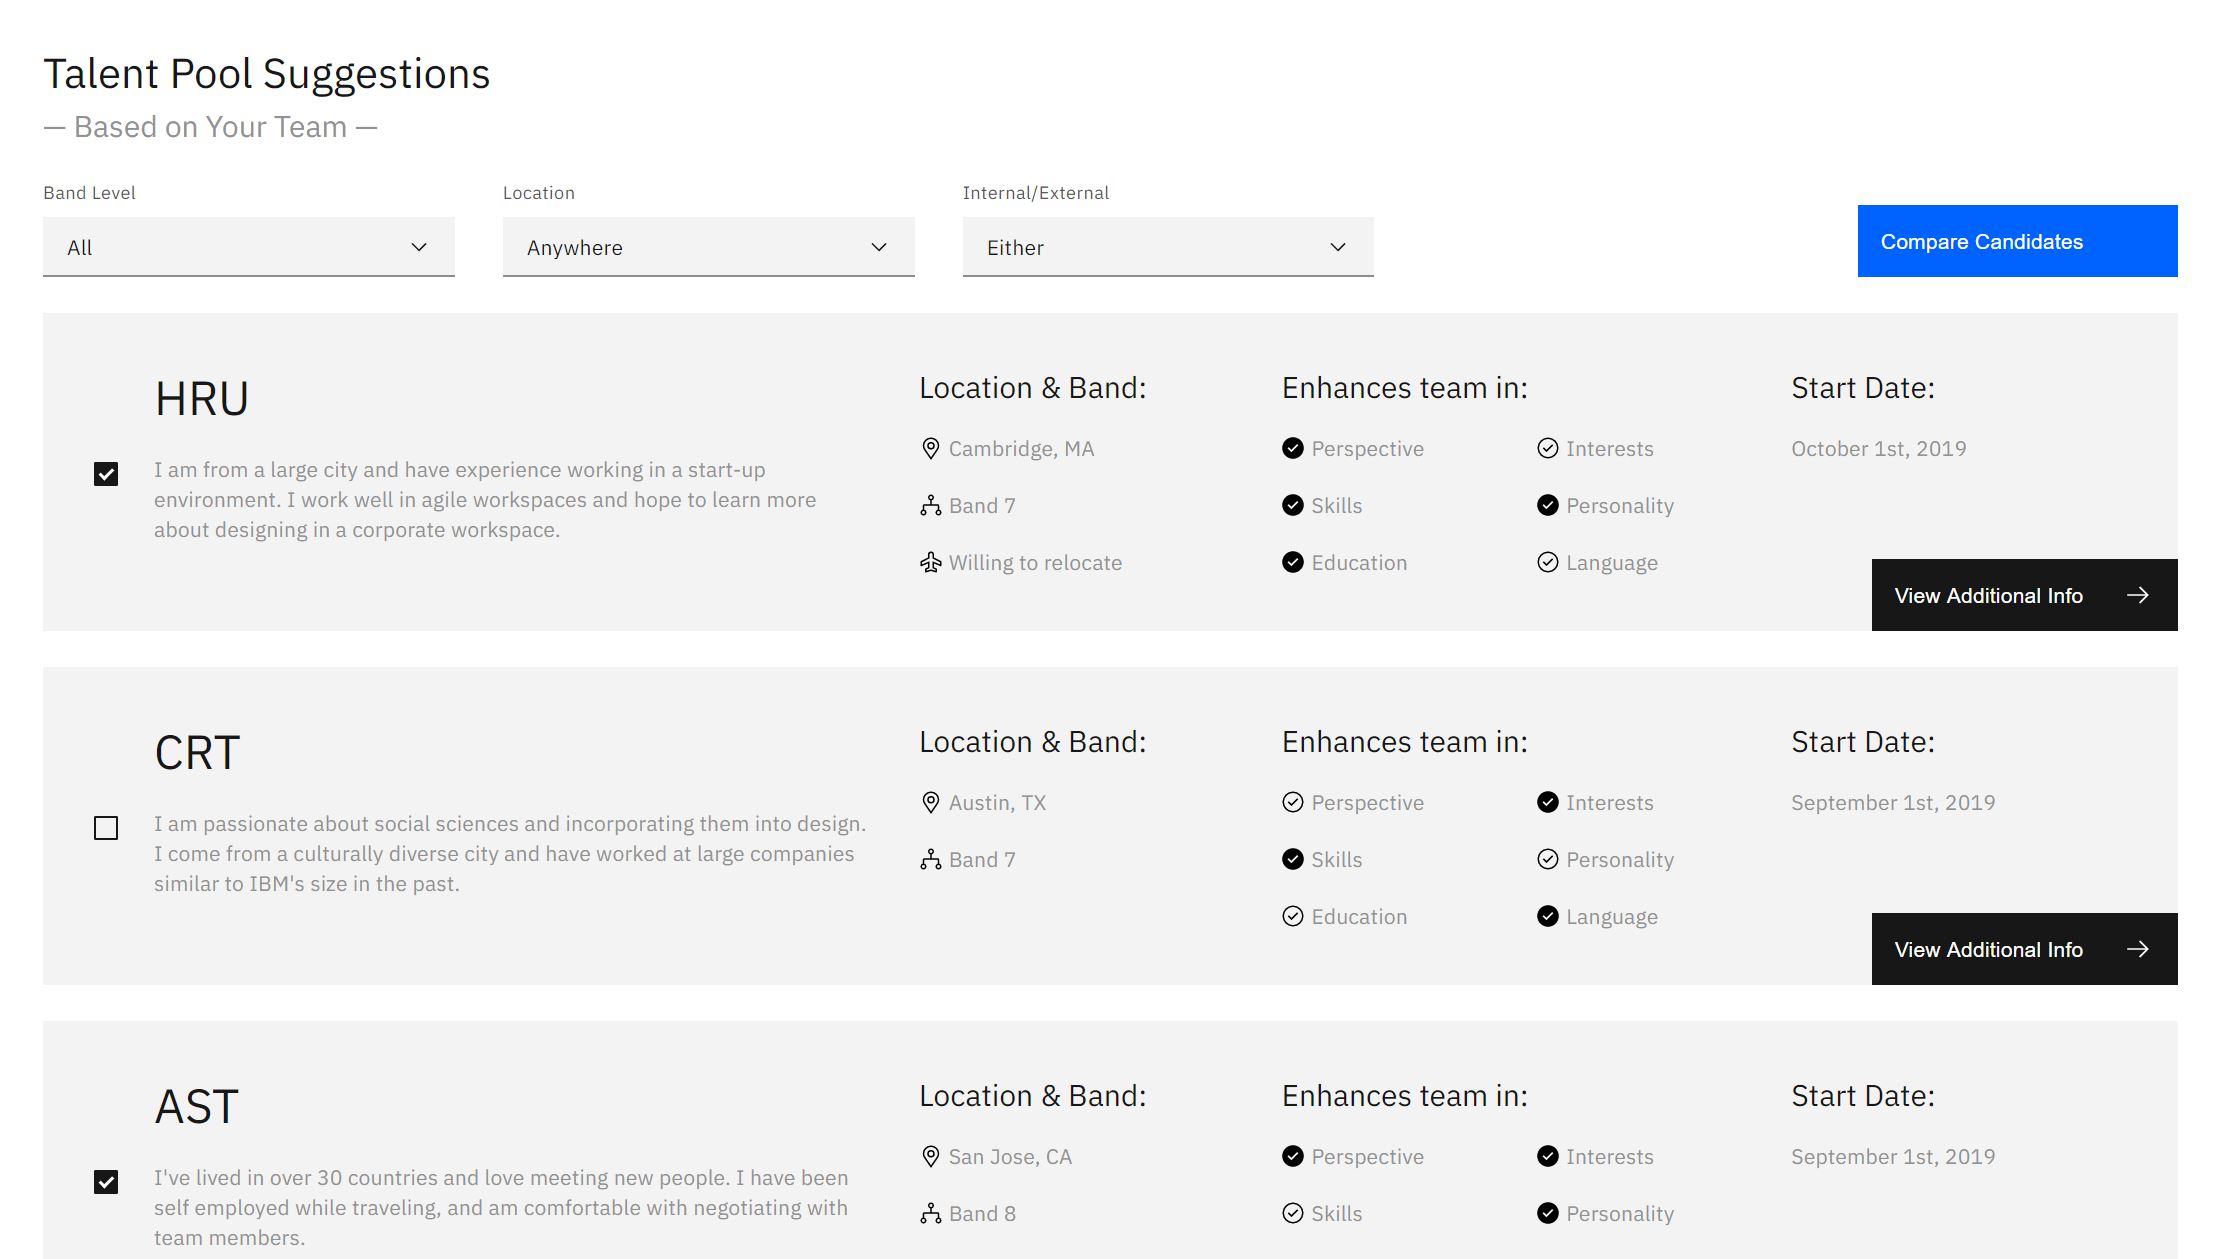 Talent Pool Suggestions
— Based on Your Team —
Band Level
All
Location
Anywhere
Internal/External
Either
Compare Candidates
HRU
I am from a large city and have experience working in a start-up
environment. I work well in agile workspaces and hope to learn more
about designing in a corporate workspace.
Location & Band:
Cambridge, MA
Band 7
Willing to relocate
Enhances team in:
Perspective
Interests
Skills
Personality
Education
Language
Start Date:
October 1st, 2019
View Additional Info
CRT
I am passionate about social sciences and incorporating them into design.
I come from a culturally diverse city and have worked at large companies
similar to IBM's size in the past.
Location & Band:
Austin, TX
Band 7
Enhances team in:
Perspective
Interests
Skills
Personality
Education
Language
Start Date:
September 1st, 2019
View Additional Info
AST
I've lived in over 30 countries and love meeting new people. I have been
self employed while traveling, and am comfortable with negotiating with
team members.
Location & Band:
San Jose, CA
Band 8
Enhances team in:
Perspective
Interests
Skills
Personality
Start Date:
September 1st, 2019